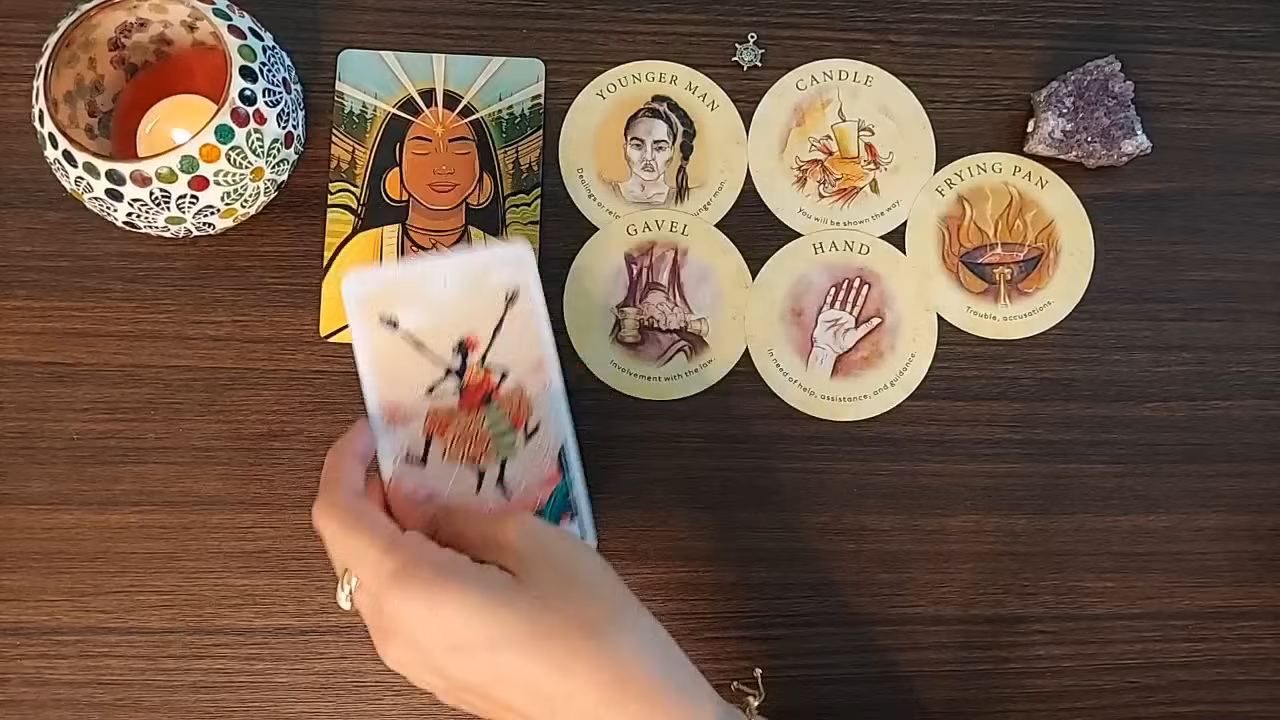 YOUNGER MAN
Dealings or
unger man.
CANDLE
You will be shown the way.
FRYING PAN
Trouble, accusations.
GAVEL
Involvement with the law.
HAND
In need of help, assistance, and guidance.